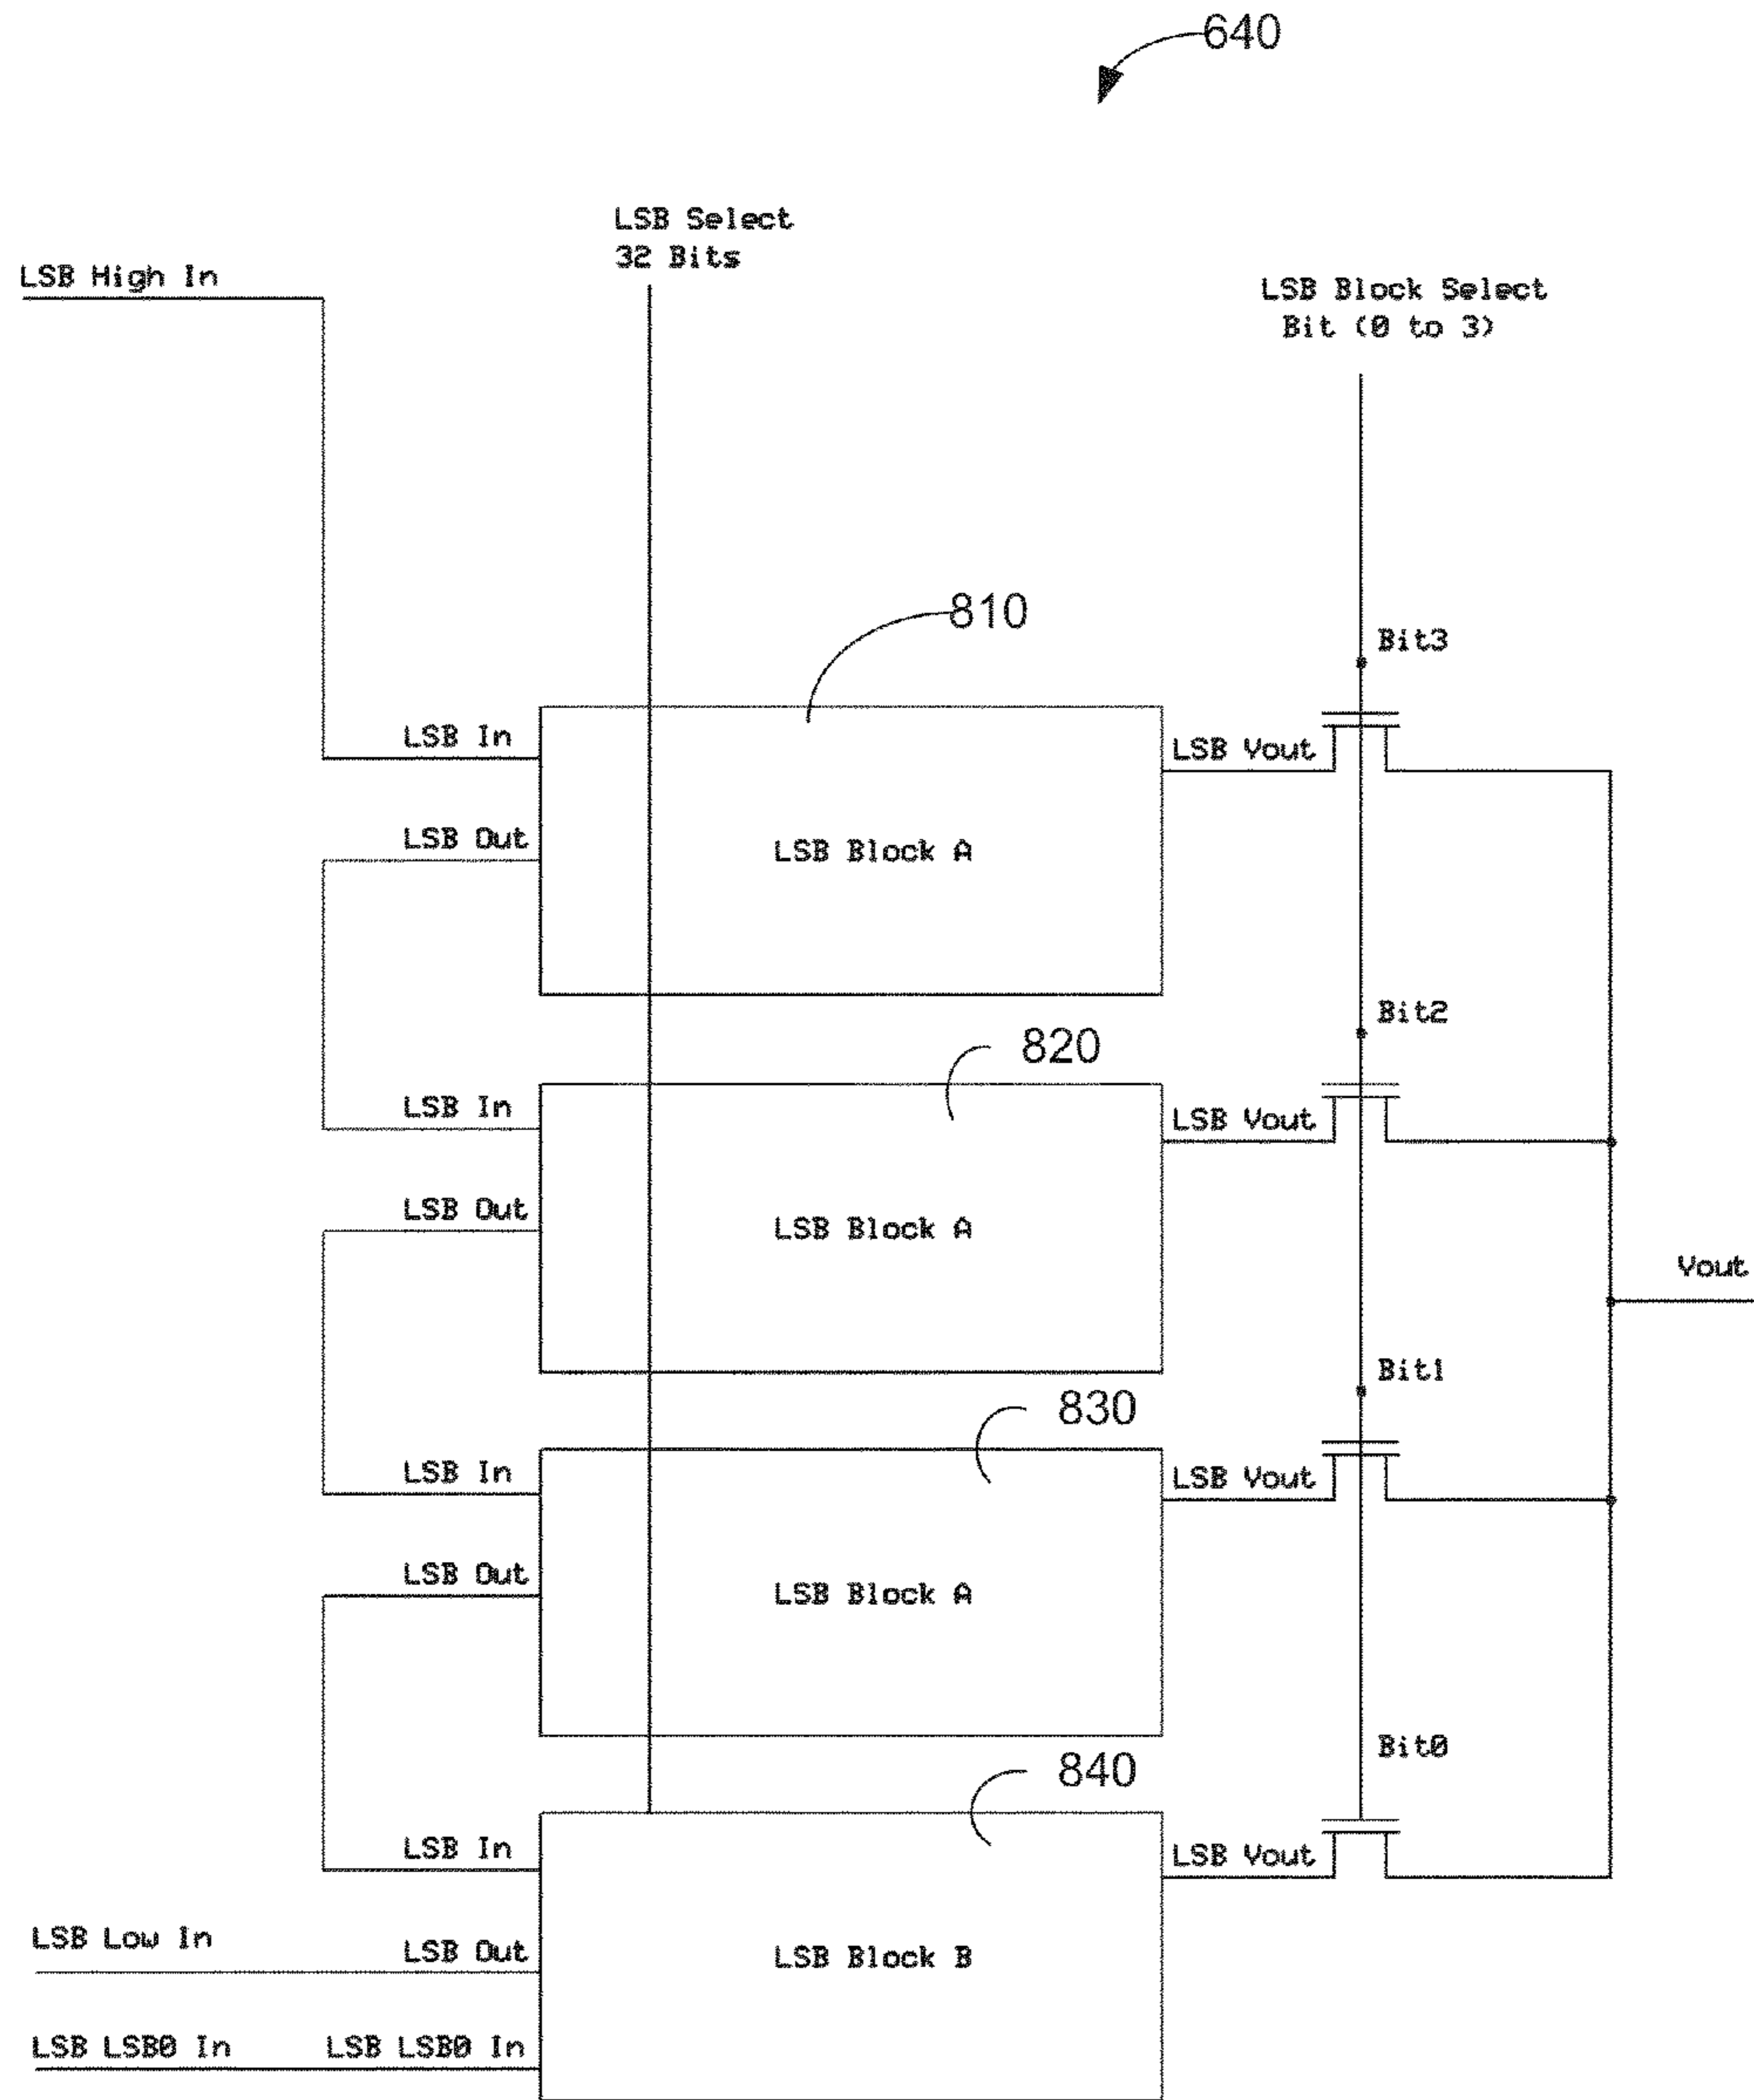 640
LSB Select
32 Bits
LSB High In
LSB Block Select
Bit (0 to 3)
810
Bit3
LSB In
LSB Vout
LSB Out
LSB Block A
Bit2
820
LSB In
LSB Vout
LSB Out
LSB Block A
Vout
Bit1
830
LSB In
LSB Vout
LSB Out
LSB Block A
Bit0
840
LSB In
LSB Vout
LSB Low In
LSB Out
LSB Block B
LSB LSB0 In
LSB LSB0 In